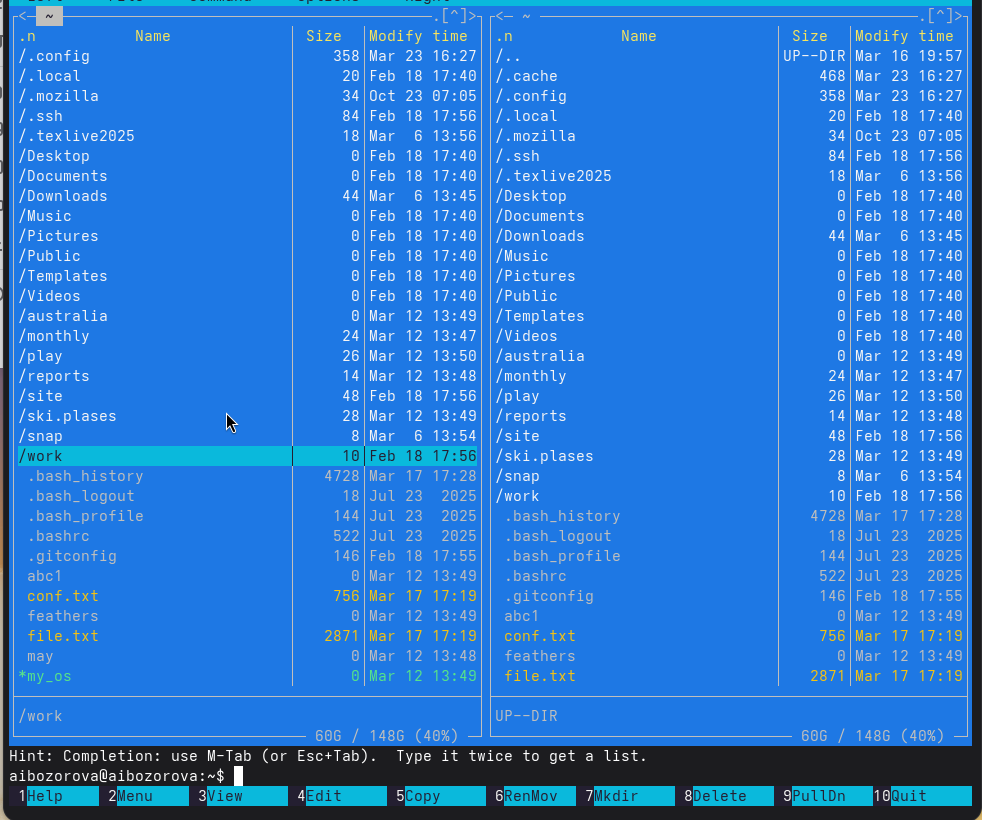 Left File Command Options Right
<─ ~ .[^]> <─ ~ .[^]>
.n Name Size Modify time .n Name Size Modify time
/.config 358 Mar 23 16:27 /.. UP--DIR Mar 16 19:57
/.local 20 Feb 18 17:40 /.cache 468 Mar 23 16:27
/.mozilla 34 Oct 23 07:05 /.config 358 Mar 23 16:27
/.ssh 84 Feb 18 17:56 /.local 20 Feb 18 17:40
/.texlive2025 18 Mar 6 13:56 /.mozilla 34 Oct 23 07:05
/Desktop 0 Feb 18 17:40 /.ssh 84 Feb 18 17:56
/Documents 0 Feb 18 17:40 /.texlive2025 18 Mar 6 13:56
/Downloads 44 Mar 6 13:45 /Desktop 0 Feb 18 17:40
/Music 0 Feb 18 17:40 /Documents 0 Feb 18 17:40
/Pictures 0 Feb 18 17:40 /Downloads 44 Mar 6 13:45
/Public 0 Feb 18 17:40 /Music 0 Feb 18 17:40
/Templates 0 Feb 18 17:40 /Pictures 0 Feb 18 17:40
/Videos 0 Feb 18 17:40 /Public 0 Feb 18 17:40
/australia 0 Mar 12 13:49 /Templates 0 Feb 18 17:40
/monthly 24 Mar 12 13:47 /Videos 0 Feb 18 17:40
/play 26 Mar 12 13:50 /australia 0 Mar 12 13:49
/reports 14 Mar 12 13:48 /monthly 24 Mar 12 13:47
/site 48 Feb 18 17:56 /play 26 Mar 12 13:50
/ski.plases 28 Mar 12 13:49 /reports 14 Mar 12 13:48
/snap 8 Mar 6 13:54 /site 48 Feb 18 17:56
/work 10 Feb 18 17:56 /ski.plases 28 Mar 12 13:49
.bash_history 4728 Mar 17 17:28 /snap 8 Mar 6 13:54
.bash_logout 18 Jul 23 2025 /work 10 Feb 18 17:56
.bash_profile 144 Jul 23 2025 .bash_history 4728 Mar 17 17:28
.bashrc 522 Jul 23 2025 .bash_logout 18 Jul 23 2025
.gitconfig 146 Feb 18 17:55 .bash_profile 144 Jul 23 2025
abc1 0 Mar 12 13:49 .bashrc 522 Jul 23 2025
conf.txt 756 Mar 17 17:19 .gitconfig 146 Feb 18 17:55
feathers 0 Mar 12 13:49 abc1 0 Mar 12 13:49
file.txt 2871 Mar 17 17:19 conf.txt 756 Mar 17 17:19
may 0 Mar 12 13:48 feathers 0 Mar 12 13:49
*my_os 0 Mar 12 13:49 file.txt 2871 Mar 17 17:19
/work UP--DIR
60G / 148G (40%) 60G / 148G (40%)
Hint: Completion: use M-Tab (or Esc+Tab). Type it twice to get a list.
aibozorova@aibozorova:~$
1Help 2Menu 3View 4Edit 5Copy 6RenMov 7Mkdir 8Delete 9PullDn 10Quit